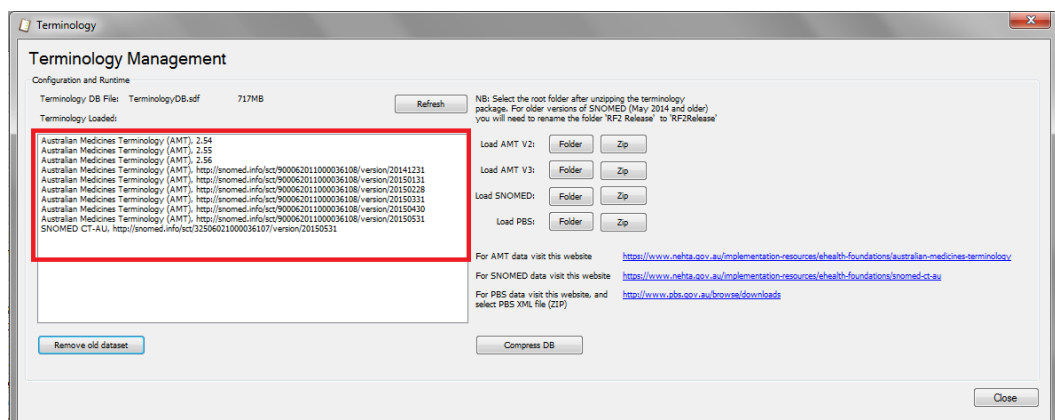 Terminology
Terminology Management
Configuration and Runtime
Terminology DB File: TerminologyDB.sdf 717MB
Refresh
Terminology Loaded:
Australian Medicines Terminology (AMT), 2.54
Australian Medicines Terminology (AMT), 2.55
Australian Medicines Terminology (AMT), 2.56
Australian Medicines Terminology (AMT), http://snomed.info/sct/900062011000036108/version/20141231
Australian Medicines Terminology (AMT), http://snomed.info/sct/900062011000036108/version/20150131
Australian Medicines Terminology (AMT), http://snomed.info/sct/900062011000036108/version/20150228
Australian Medicines Terminology (AMT), http://snomed.info/sct/900062011000036108/version/20150331
Australian Medicines Terminology (AMT), http://snomed.info/sct/900062011000036108/version/20150430
Australian Medicines Terminology (AMT), http://snomed.info/sct/900062011000036108/version/20150531
SNOMED CT-AU, http://snomed.info/sct/32506021000036107/version/20150531
Remove old dataset
NB: Select the root folder after unzipping the terminology
package. For older versions of SNOMED (May 2014 and older)
you will need to rename the folder 'RF2 Release' to 'RF2Release'
Load AMT V2: Folder Zip
Load AMT V3: Folder Zip
Load SNOMED: Folder Zip
Load PBS: Folder Zip
For AMT data visit this website https://www.nehta.gov.au/implementation-resources/ehealth-foundations/australian-medicines-terminology
For SNOMED data visit this website https://www.nehta.gov.au/implementation-resources/ehealth-foundations/snomed-ct-au
For PBS data visit this website, and http://www.pbs.gov.au/browse/downloads
select PBS XML file (ZIP)
Compress DB
Close